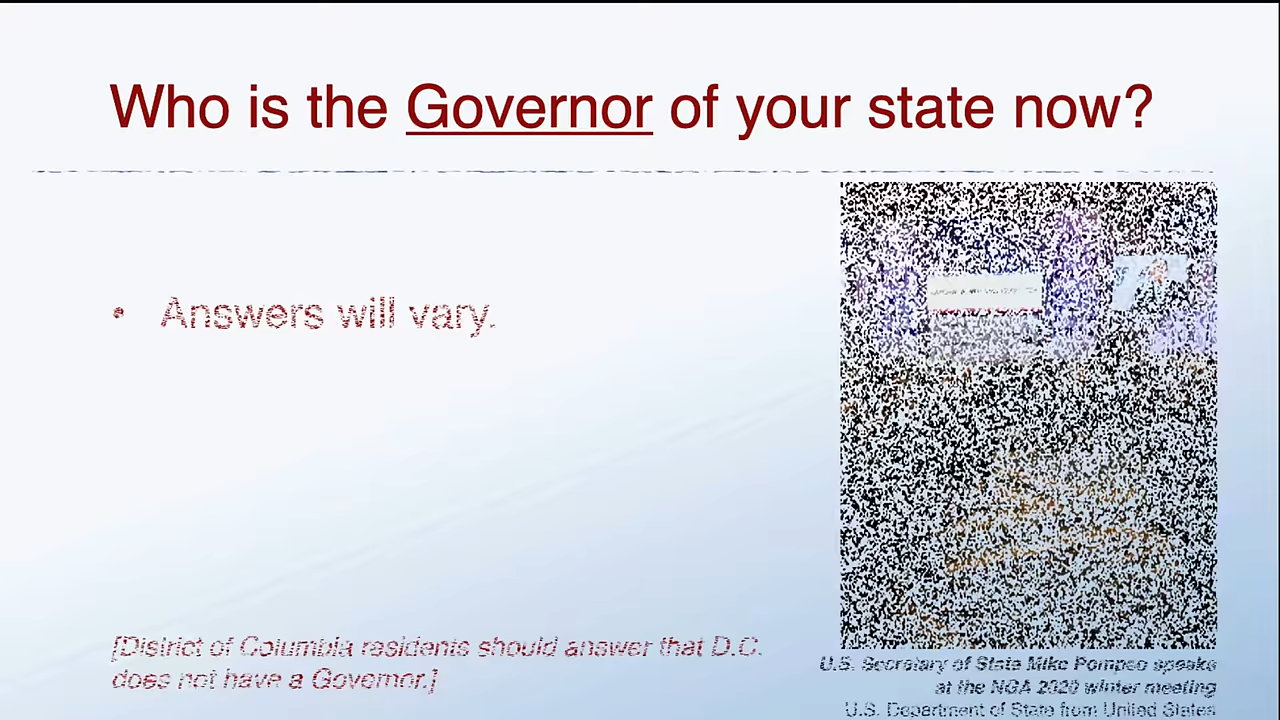 Who is the Governor of your state now?
• Answers will vary.
[District of Columbia residents should answer that D.C.
does not have a Governor.]
U.S. Secretary of State Mike Pompeo speaks
at the NGA 2020 winter meeting
U.S. Department of State from United States